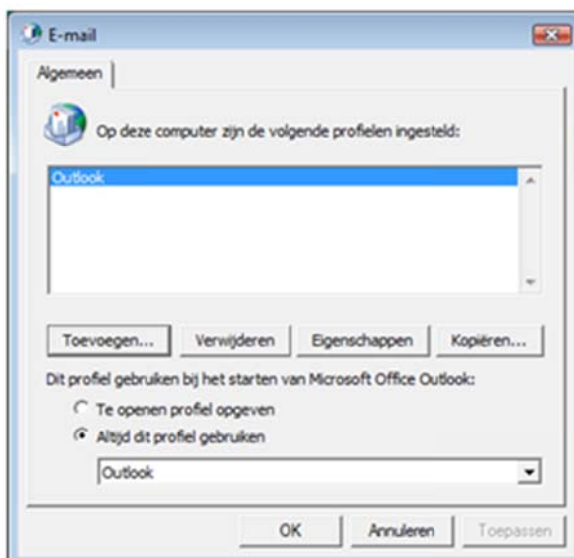 E-mail
Algemeen
Op deze computer zijn de volgende profielen ingesteld:
Outlook
Toevoegen... Verwijderen Eigenschappen Kopiëren...
Dit profiel gebruiken bij het starten van Microsoft Office Outlook:
Te openen profiel opgeven
Altijd dit profiel gebruiken
Outlook
OK Annuleren Toepassen